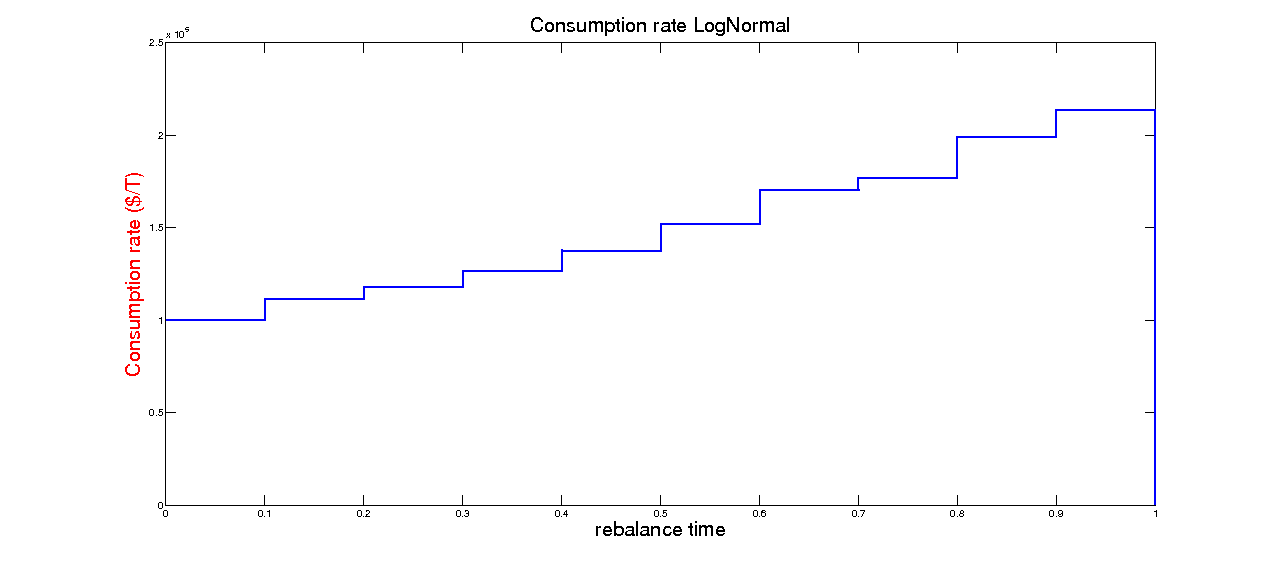 Consumption rate LogNormal
x 10^5
2.5
2
1.5
1
0.5
0
Consumption rate ($/T)
0 0.1 0.2 0.3 0.4 0.5 0.6 0.7 0.8 0.9 1
rebalance time